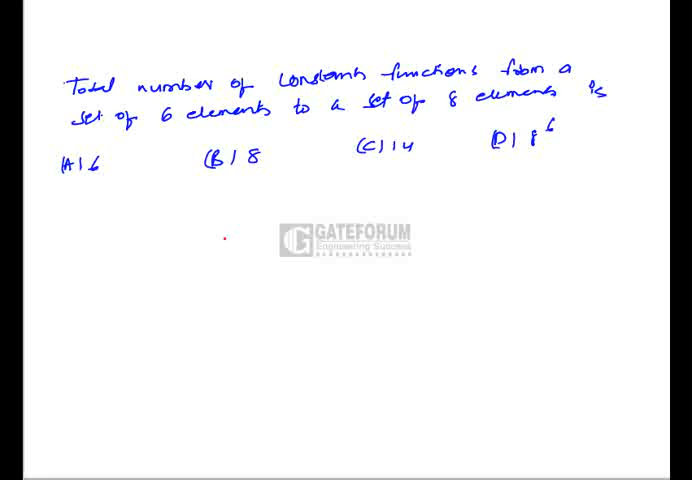 Total number of constants functions from a
set of 6 elements to a set of 8 elements is
(A) 6 (B) 8 (C) 14 (D) 8^6
GATEFORUM
Engineering Success